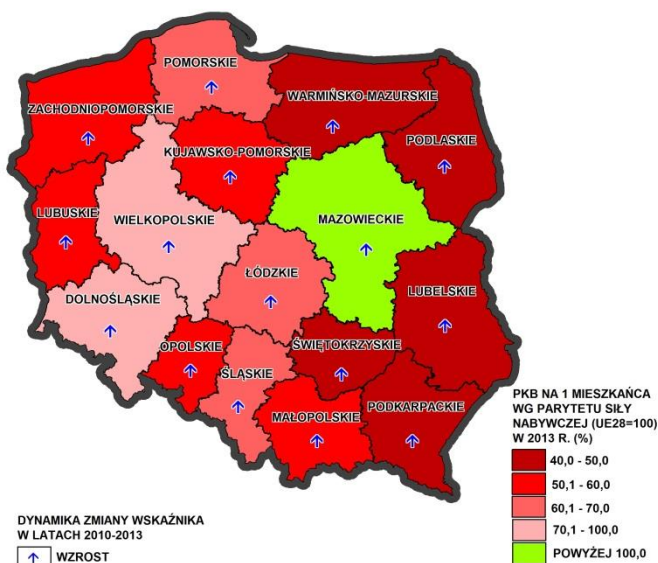 POMORSKIE
ZACHODNIOPOMORSKIE
WARMIŃSKO-MAZURSKIE
PODLASKIE
KUJAWSKO-POMORSKIE
LUBUSKIE
WIELKOPOLSKIE
MAZOWIECKIE
ŁÓDZKIE
DOLNOŚLĄSKIE
LUBELSKIE
OPOLSKIE
ŚLĄSKIE
ŚWIĘTOKRZYSKIE
MAŁOPOLSKIE
PODKARPACKIE
PKB NA 1 MIESZKAŃCA
WG PARYTETU SIŁY
NABYWCZEJ (UE28=100)
W 2013 R. (%)
40,0 - 50,0
50,1 - 60,0
60,1 - 70,0
70,1 - 100,0
POWYŻEJ 100,0
DYNAMIKA ZMIANY WSKAŹNIKA
W LATACH 2010-2013
WZROST